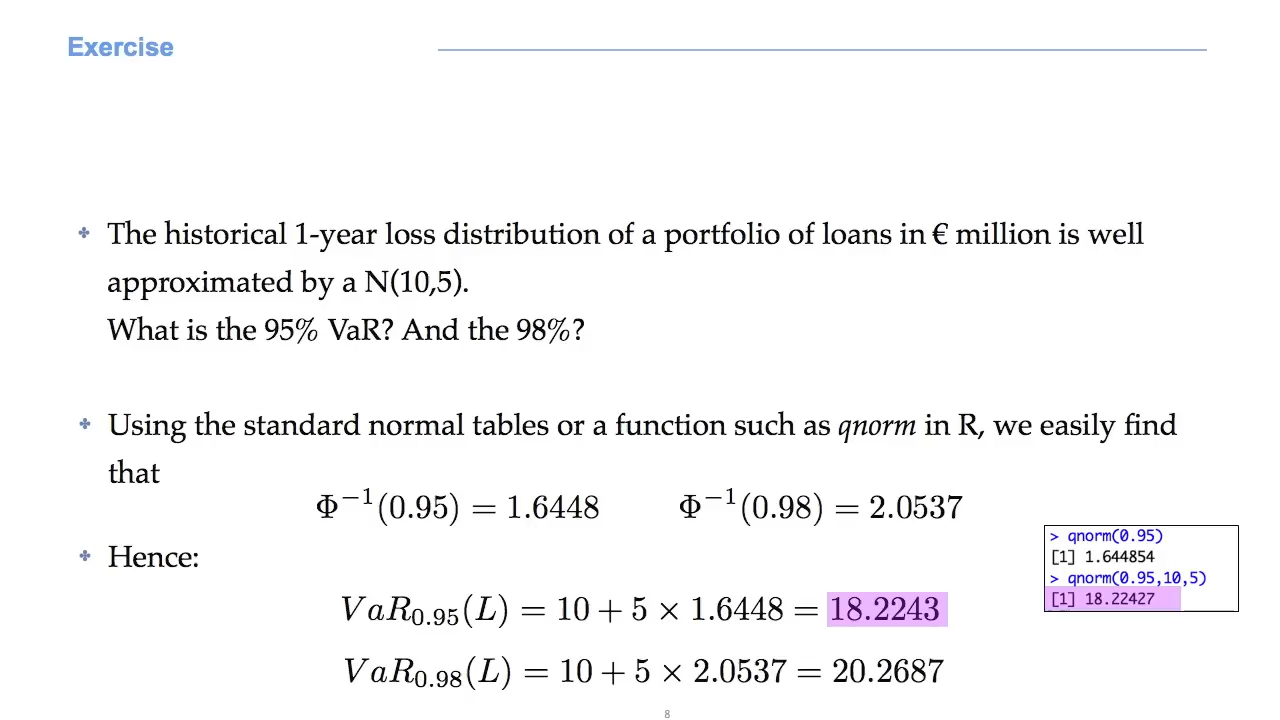 Exercise
The historical 1-year loss distribution of a portfolio of loans in € million is well
approximated by a N(10,5).
What is the 95% VaR? And the 98%?
Using the standard normal tables or a function such as qnorm in R, we easily find
that
Φ⁻¹(0.95) = 1.6448 Φ⁻¹(0.98) = 2.0537
Hence:
> qnorm(0.95)
[1] 1.644854
> qnorm(0.95,10,5)
[1] 18.22427
VaR₀.₉₅(L) = 10 + 5 × 1.6448 = 18.2243
VaR₀.₉₈(L) = 10 + 5 × 2.0537 = 20.2687
8